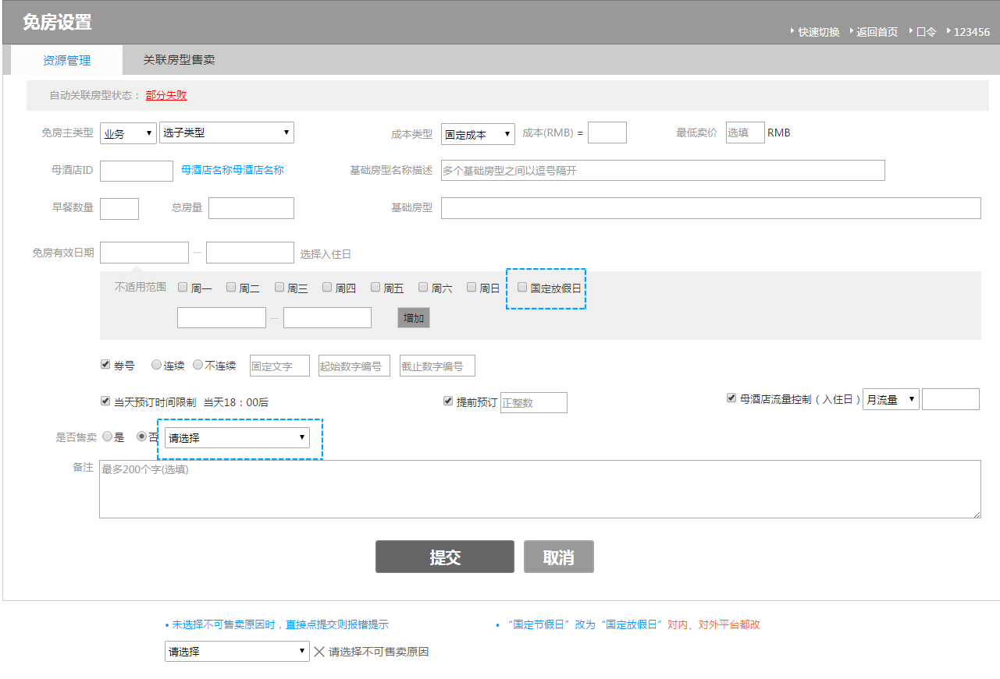 免房设置
快速切换 返回首页 口令 123456
资源管理 关联房型售卖
自动关联房型状态： 部分失败
免房主类型 业务 选子类型 成本类型 固定成本 成本(RMB) = 最低卖价 选填 RMB
母酒店ID 母酒店名称母酒店名称 基础房型名称描述 多个基础房型之间以逗号隔开
早餐数量 总房量 基础房型
免房有效日期 — 选择入住日
不适用范围 周一 周二 周三 周四 周五 周六 周日 国定放假日
— 增加
券号 连续 不连续 固定文字 起始数字编号 截止数字编号
当天预订时间限制 当天18：00后 提前预订 正整数 母酒店流量控制（入住日） 月流量
是否售卖 是 否 请选择
备注 最多200个字(选填)
提交 取消
• 未选择不可售卖原因时，直接点提交则报错提示 • “国定节假日”改为“国定放假日”对内、对外平台都改
请选择 请选择不可售卖原因